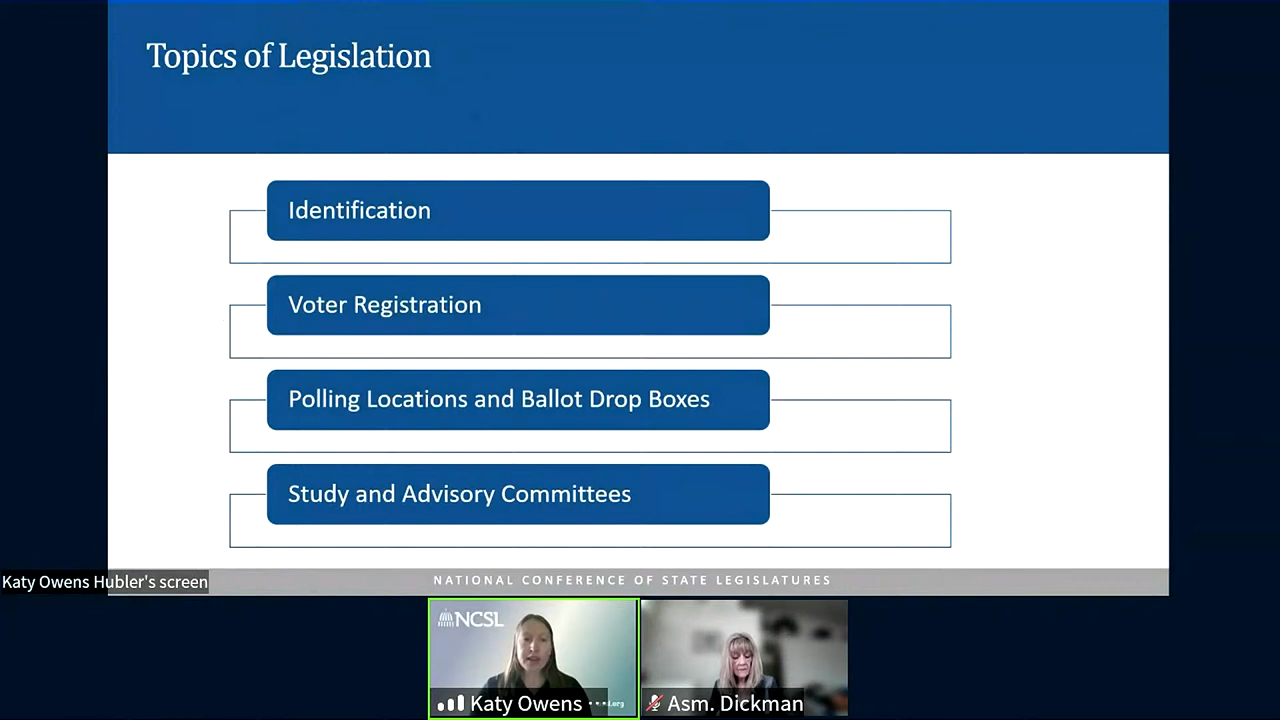 Topics of Legislation
Identification
Voter Registration
Polling Locations and Ballot Drop Boxes
Study and Advisory Committees
Katy Owens Hubler's screen
NATIONAL CONFERENCE OF STATE LEGISLATURES
NCSL
Katy Owens
Asm. Dickman